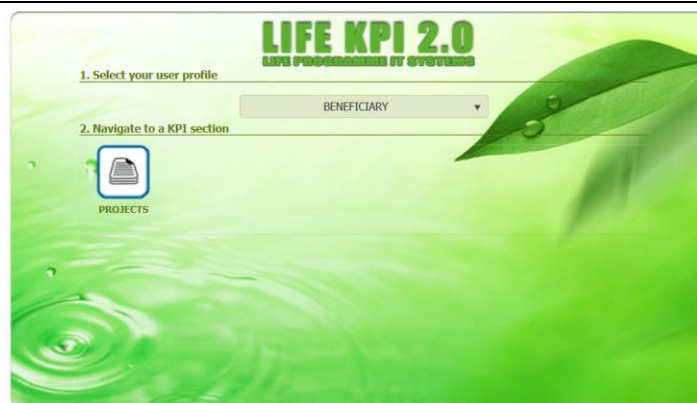 LIFE KPI 2.0
LIFE PROGRAMME IT SYSTEMS
1. Select your user profile
BENEFICIARY
2. Navigate to a KPI section
PROJECTS